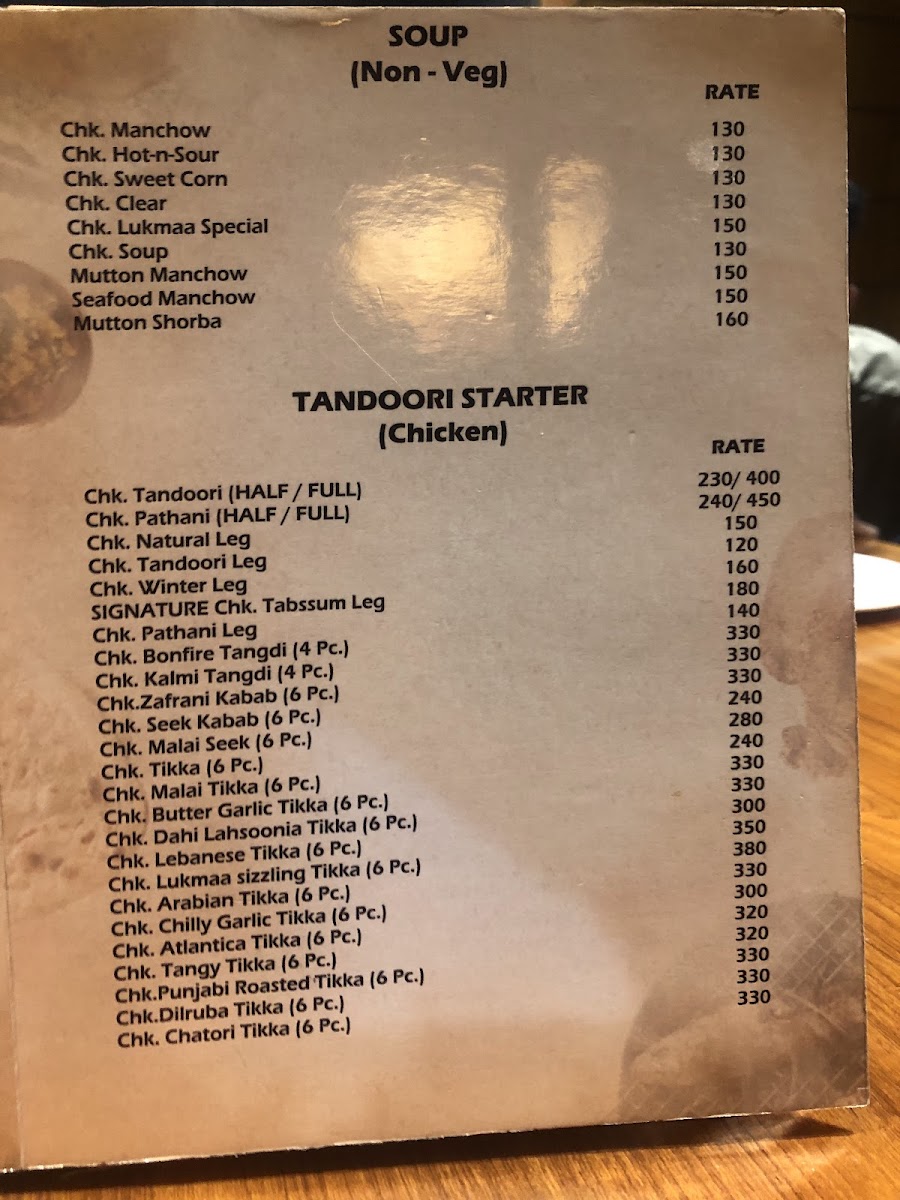 SOUP
(Non - Veg)
RATE
Chk. Manchow 130
Chk. Hot-n-Sour 130
Chk. Sweet Corn 130
Chk. Clear 130
Chk. Lukmaa Special 150
Chk. Soup 130
Mutton Manchow 150
Seafood Manchow 150
Mutton Shorba 160
TANDOORI STARTER
(Chicken)
RATE
Chk. Tandoori (HALF / FULL) 230/ 400
Chk. Pathani (HALF / FULL) 240/ 450
Chk. Natural Leg 150
Chk. Tandoori Leg 120
Chk. Winter Leg 160
SIGNATURE Chk. Tabssum Leg 180
Chk. Pathani Leg 140
Chk. Bonfire Tangdi (4 Pc.) 330
Chk. Kalmi Tangdi (4 Pc.) 330
Chk.Zafrani Kabab (6 Pc.) 330
Chk. Seek Kabab (6 Pc.) 240
Chk. Malai Seek (6 Pc.) 280
Chk. Tikka (6 Pc.) 240
Chk. Malai Tikka (6 Pc.) 330
Chk. Butter Garlic Tikka (6 Pc.) 330
Chk. Dahi Lahsoonia Tikka (6 Pc.) 300
Chk. Lebanese Tikka (6 Pc.) 350
Chk. Lukmaa sizzling Tikka (6 Pc.) 380
Chk. Arabian Tikka (6 Pc.) 330
Chk. Chilly Garlic Tikka (6 Pc.) 300
Chk. Atlantica Tikka (6 Pc.) 320
Chk. Tangy Tikka (6 Pc.) 320
Chk.Punjabi Roasted Tikka (6 Pc.) 330
Chk.Dilruba Tikka (6 Pc.) 330
Chk. Chatori Tikka (6 Pc.) 330